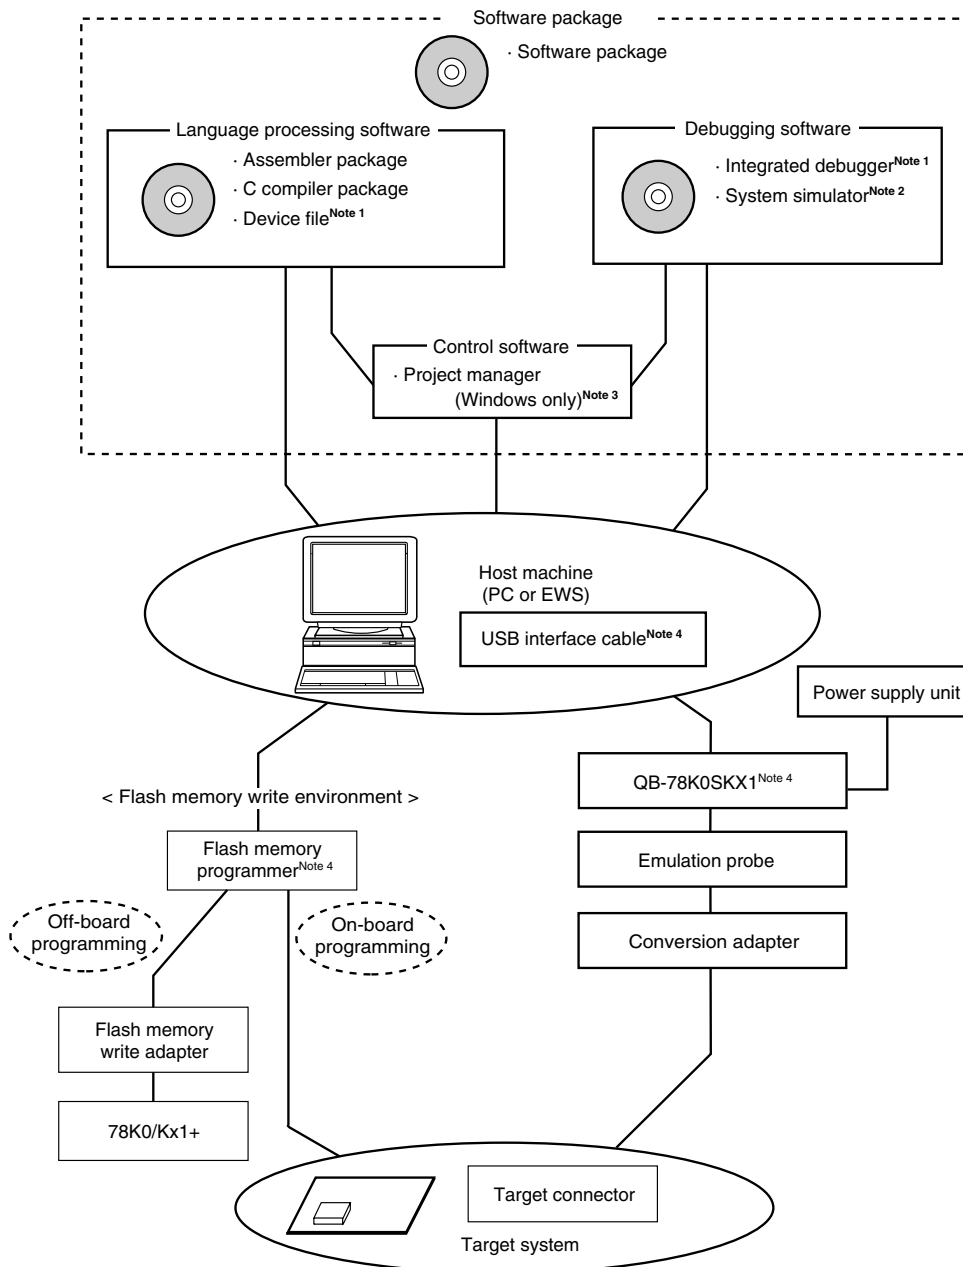 Software package
· Software package
Language processing software
· Assembler package
· C compiler package
· Device file Note 1
Debugging software
· Integrated debugger Note 1
· System simulator Note 2
Control software
· Project manager
(Windows only) Note 3
Host machine
(PC or EWS)
USB interface cable Note 4
Power supply unit
QB-78K0SKX1 Note 4
< Flash memory write environment >
Flash memory
programmer Note 4
Emulation probe
Off-board
programming
On-board
programming
Conversion adapter
Flash memory
write adapter
78K0/Kx1+
Target connector
Target system